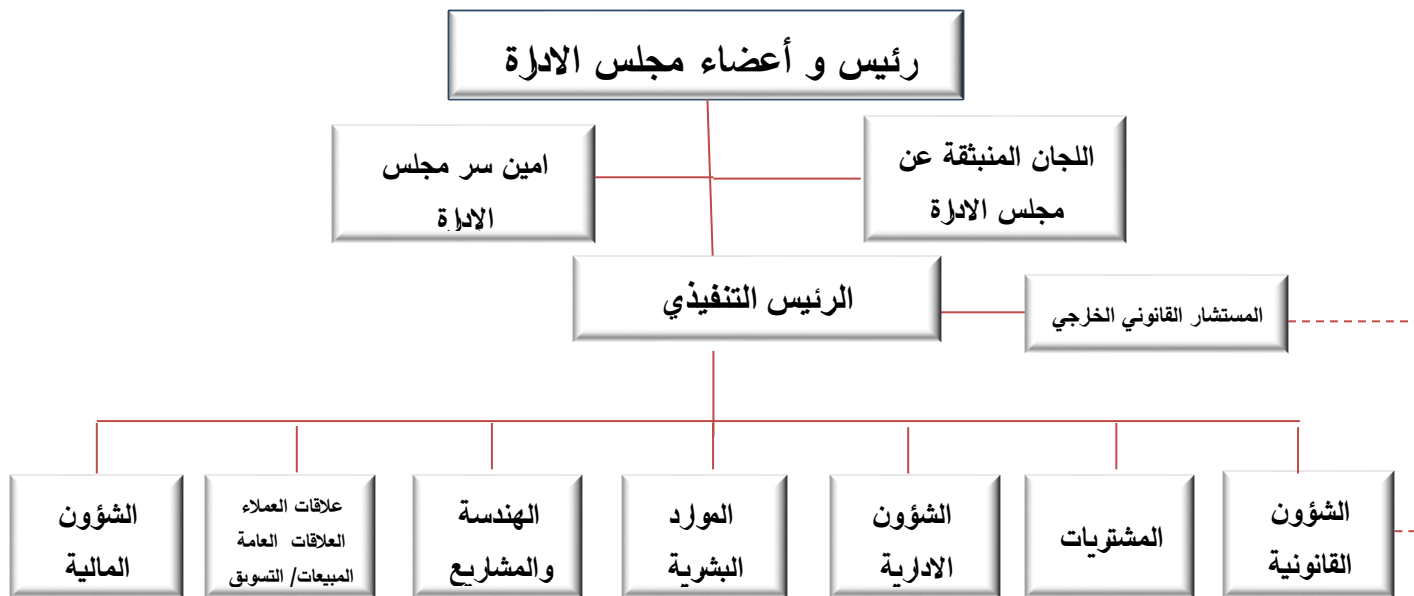 رئيس و أعضاء مجلس الادارة
اللجان المنبثقة عن
مجلس الادارة
امين سر مجلس
الإدارة
الرئيس التنفيذي
المستشار القانوني الخارجي
الشؤون
القانونية
المشتريات
الشؤون
الادارية
الموارد
البشرية
الهندسة
والمشاريع
علاقات العملاء
العلاقات العامة
المبيعات/ التسويق
الشؤون
المالية